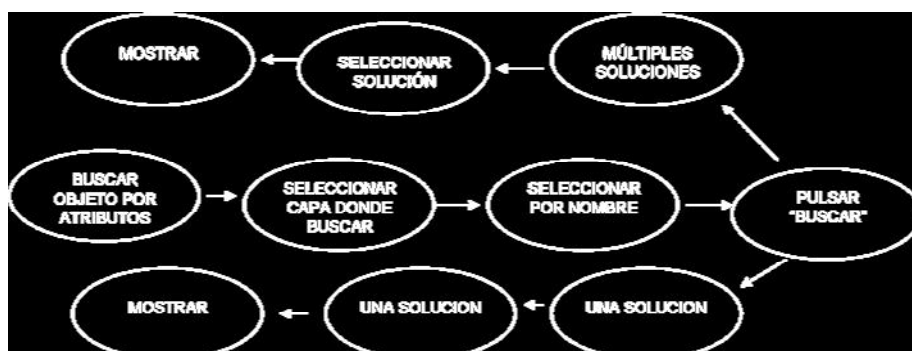 MOSTRAR
SELECCIONAR
SOLUCIÓN
MÚLTIPLES
SOLUCIONES
BUSCAR
OBJETO POR
ATRIBUTOS
SELECCIONAR
CAPA DONDE
BUSCAR
SELECCIONAR
POR NOMBRE
PULSAR
"BUSCAR"
MOSTRAR
UNA SOLUCION
UNA SOLUCION